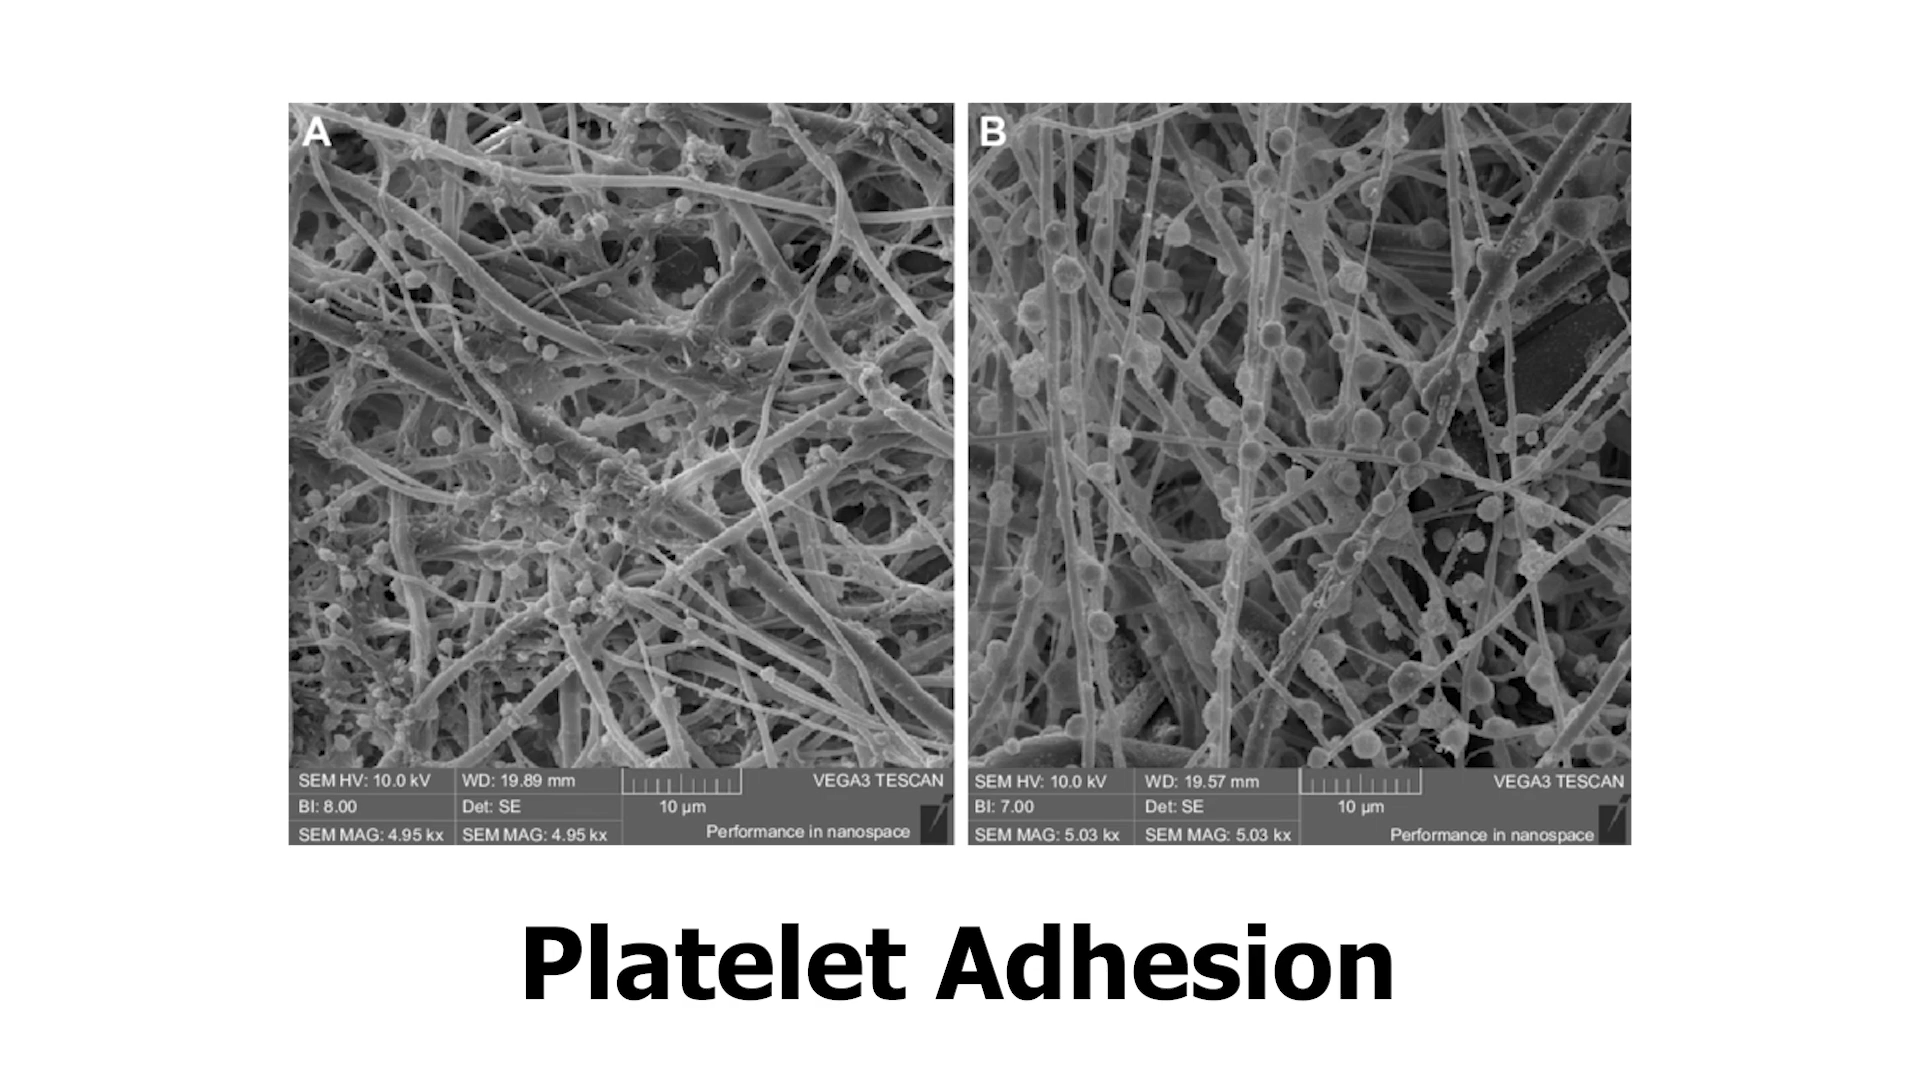 A
SEM HV: 10.0 kV WD: 19.89 mm VEGA3 TESCAN
BI: 8.00 Det: SE 10 µm
SEM MAG: 4.95 kx SEM MAG: 4.95 kx Performance in nanospace
B
SEM HV: 10.0 kV WD: 19.57 mm VEGA3 TESCAN
BI: 7.00 Det: SE 10 µm
SEM MAG: 5.03 kx SEM MAG: 5.03 kx Performance in nanospace
Platelet Adhesion